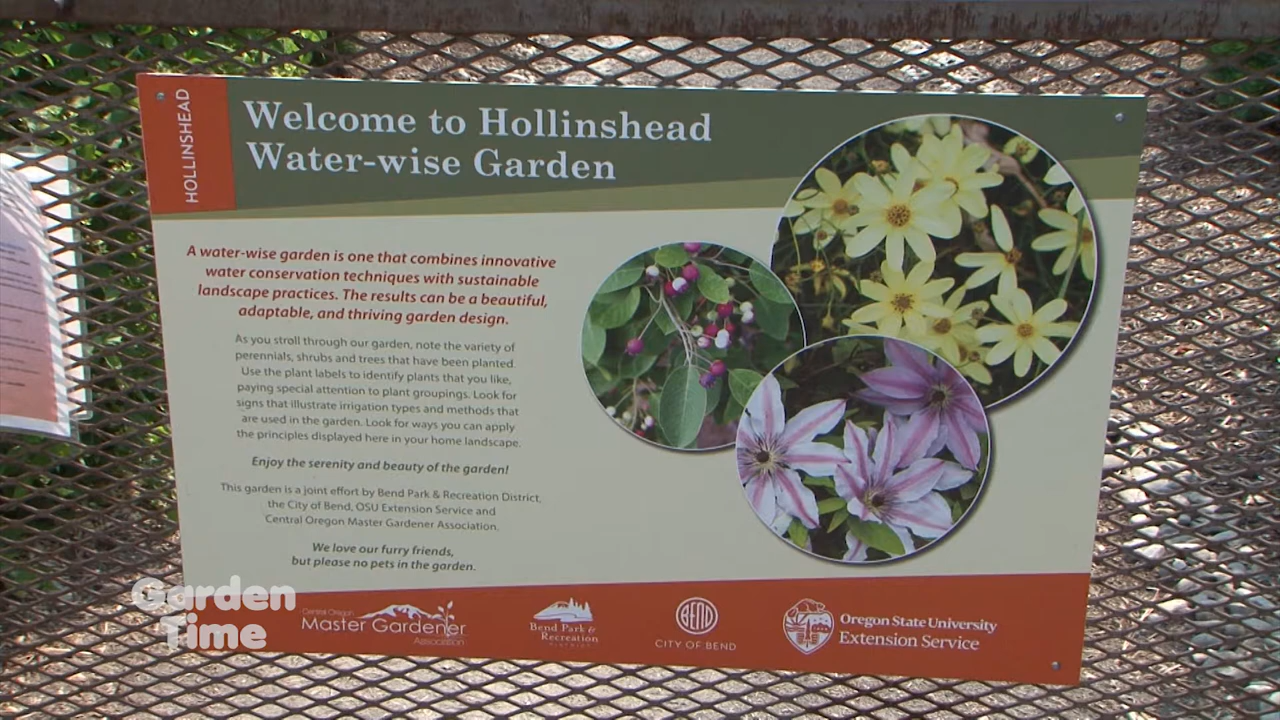 HOLLINSHEAD
Welcome to Hollinshead
Water-wise Garden
A water-wise garden is one that combines innovative
water conservation techniques with sustainable
landscape practices. The results can be a beautiful,
adaptable, and thriving garden design.
As you stroll through our garden, note the variety of
perennials, shrubs and trees that have been planted.
Use the plant labels to identify plants that you like,
paying special attention to plant groupings. Look for
signs that illustrate irrigation types and methods that
are used in the garden. Look for ways you can apply
the principles displayed here in your home landscape.
Enjoy the serenity and beauty of the garden!
This garden is a joint effort by Bend Park & Recreation District,
the City of Bend, OSU Extension Service and
Central Oregon Master Gardener Association.
We love our furry friends,
but please no pets in the garden.
Garden
Time
Central Oregon
Master Gardener
Association
Bend Park &
Recreation
DISTRICT
BEND
CITY OF BEND
Oregon State University
Extension Service